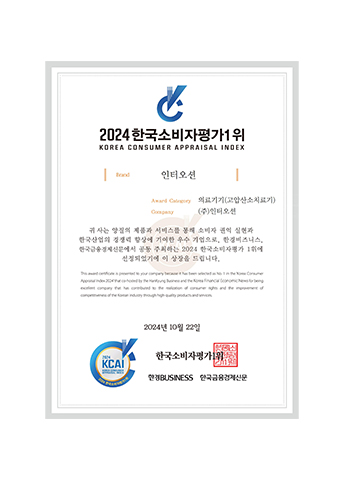 2024 한국소비자평가1위
KOREA CONSUMER APPRAISAL INDEX
Brand 인터오션
Award Category 의료기기(고압산소치료기)
Company (주)인터오션
귀사는 양질의 제품과 서비스를 통해 소비자 권익 실현과
한국산업의 경쟁력 향상에 기여한 우수 기업으로, 한경비즈니스,
한국금융경제신문에서 공동 주최하는 2024 한국소비자평가 1위에
선정되었기에 이 상장을 드립니다.
This award certificate is presented to your company because it has been selected as No. 1 in the Korea Consumer
Appraisal Index 2024 that co-hosted by the HanKyung Business and the Korea Financial Economic News for being
excellent company that has contributed to the realization of consumer rights and the improvement of
competitiveness of the Korean industry through high-quality products and services.
2024년 10월 22일
2024
KCAI
KOREA CONSUMER
APPRAISAL INDEX
한국소비자평가1위
한경BUSINESS 한국금융경제신문